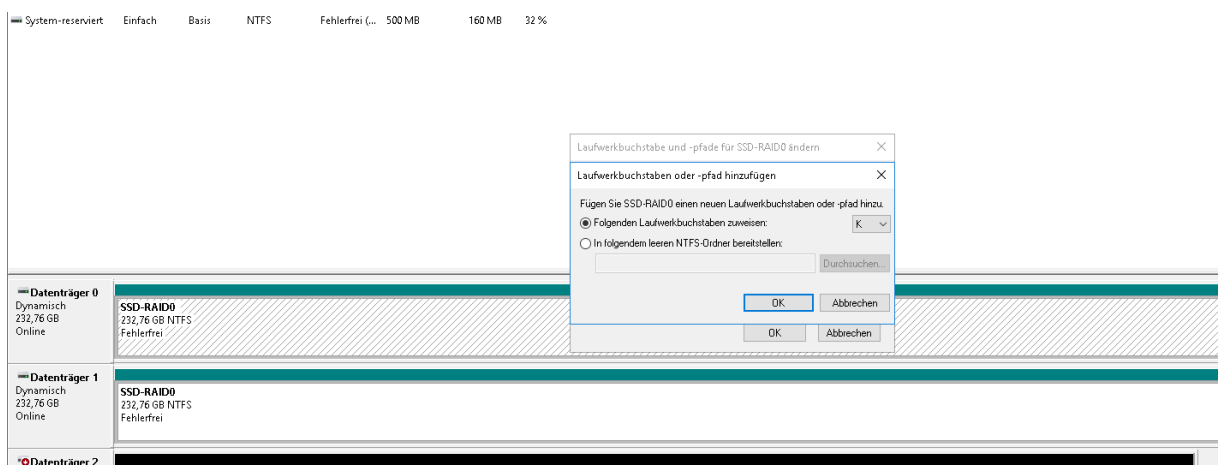 System-reserviert Einfach Basis NTFS Fehlerfrei (... 500 MB 160 MB 32 %
Laufwerkbuchstabe und -pfade für SSD-RAID0 ändern
Laufwerkbuchstaben oder -pfad hinzufügen
Fügen Sie SSD-RAID0 einen neuen Laufwerkbuchstaben oder -pfad hinzu.
Folgenden Laufwerkbuchstaben zuweisen: K
In folgendem leeren NTFS-Ordner bereitstellen:
Durchsuchen...
OK Abbrechen
OK Abbrechen
Datenträger 0
Dynamisch
232,76 GB
Online
SSD-RAID0
232,76 GB NTFS
Fehlerfrei
Datenträger 1
Dynamisch
232,76 GB
Online
SSD-RAID0
232,76 GB NTFS
Fehlerfrei
Datenträger 2